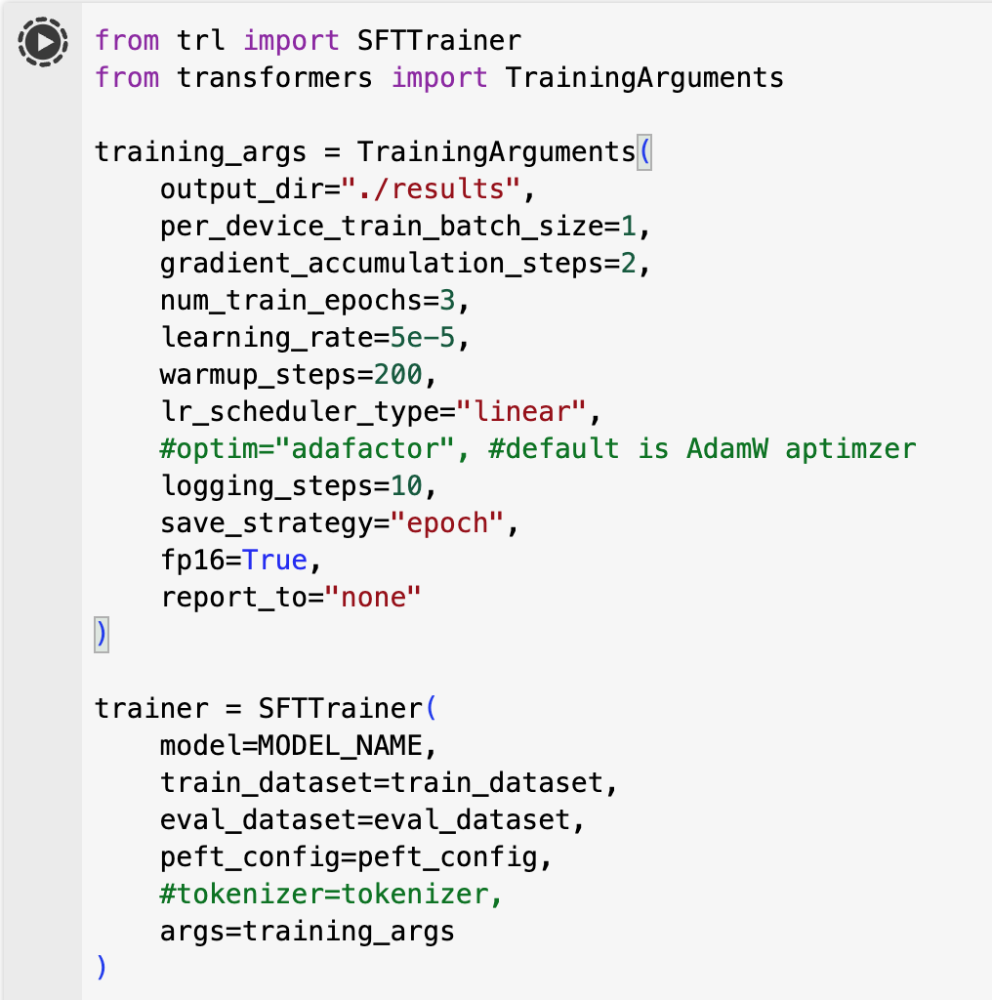 from trl import SFTTrainer
from transformers import TrainingArguments
training_args = TrainingArguments(
    output_dir="./results",
    per_device_train_batch_size=1,
    gradient_accumulation_steps=2,
    num_train_epochs=3,
    learning_rate=5e-5,
    warmup_steps=200,
    lr_scheduler_type="linear",
    #optim="adafactor", #default is AdamW aptimzer
    logging_steps=10,
    save_strategy="epoch",
    fp16=True,
    report_to="none"
)
trainer = SFTTrainer(
    model=MODEL_NAME,
    train_dataset=train_dataset,
    eval_dataset=eval_dataset,
    peft_config=peft_config,
    #tokenizer=tokenizer,
    args=training_args
)